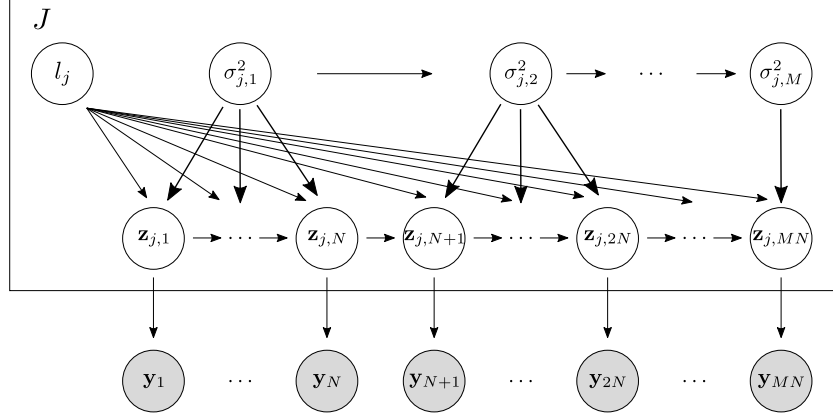 J
l_j σ²_{j,1} σ²_{j,2} ··· σ²_{j,M}
z_{j,1} ··· z_{j,N} z_{j,N+1} ··· z_{j,2N} ··· z_{j,MN}
y_1 ··· y_N y_{N+1} ··· y_{2N} ··· y_{MN}